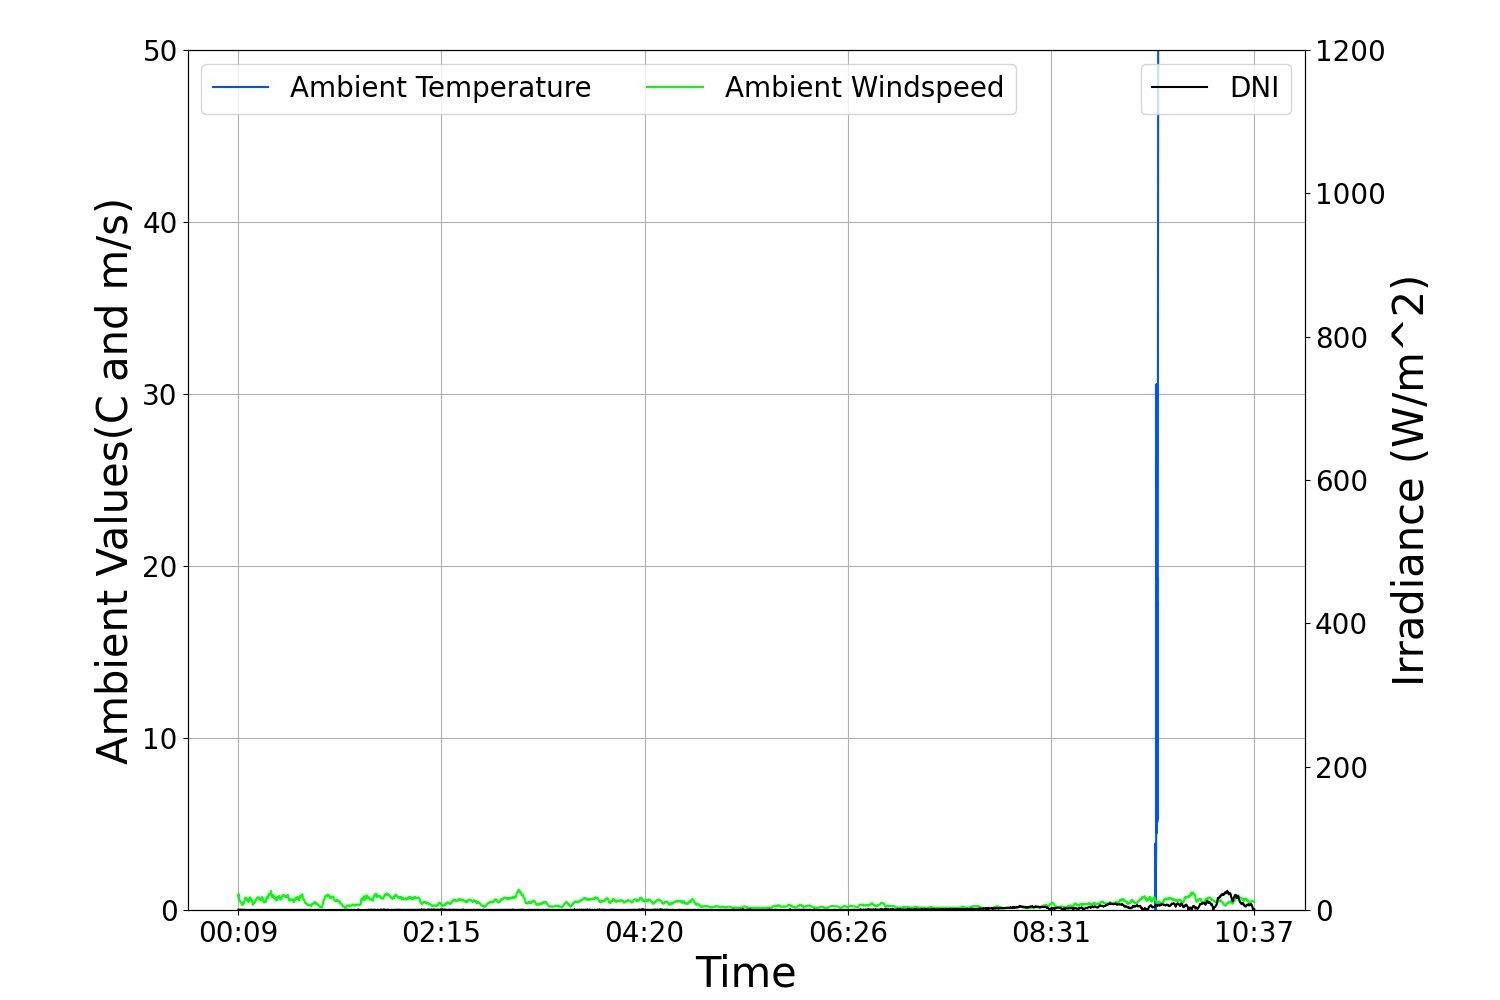 Ambient Temperature
Ambient Windspeed
DNI
Ambient Values(C and m/s)
50
40
30
20
10
0
1200
1000
800
600
400
200
0
Irradiance (W/m^2)
00:09 02:15 04:20 06:26 08:31 10:37
Time